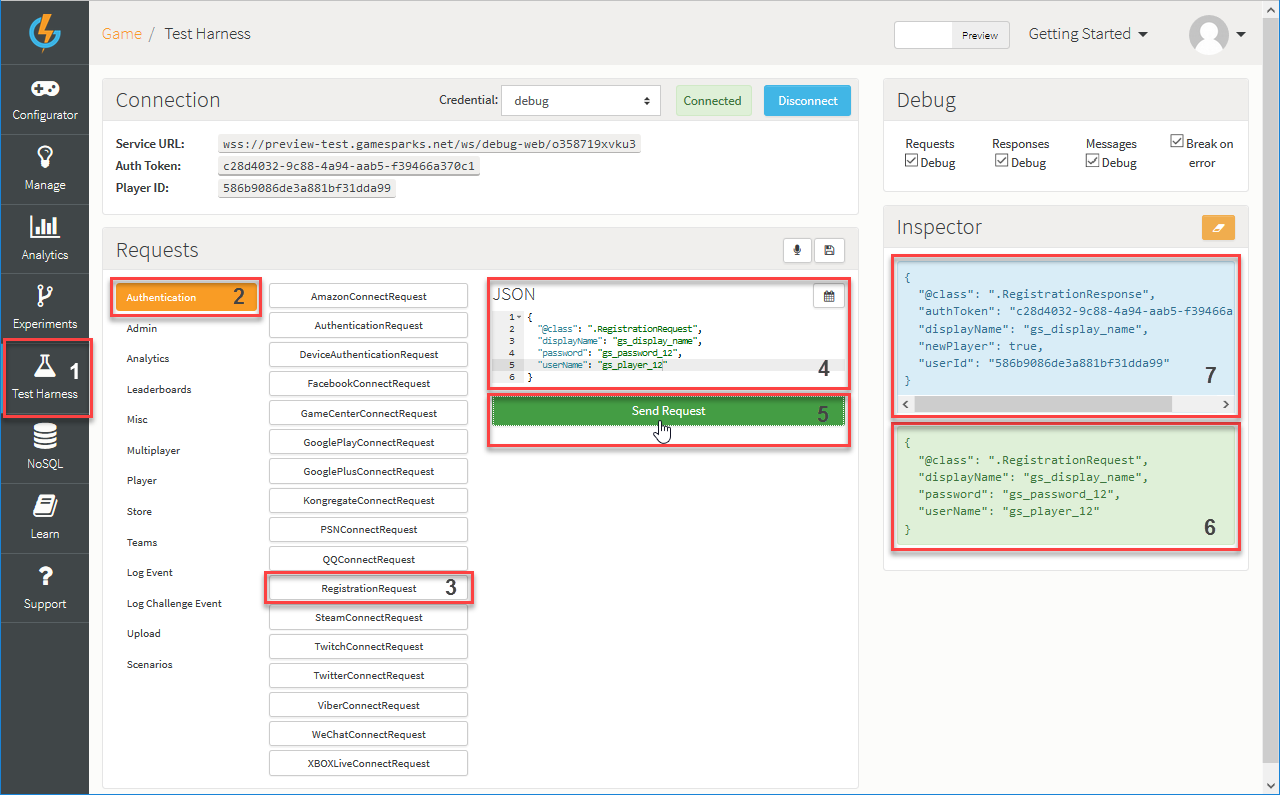 Game / Test Harness
Preview
Getting Started
Configurator
Manage
Analytics
Experiments
1
Test Harness
NoSQL
Learn
Support
Connection
Credential:
debug
Connected
Disconnect
Service URL: wss://preview-test.gamesparks.net/ws/debug-web/o358719xvku3
Auth Token: c28d4032-9c88-4a94-aab5-f39466a370c1
Player ID: 586b9086de3a881bf31dda99
Requests
Authentication 2
Admin
Analytics
Leaderboards
Misc
Multiplayer
Player
Store
Teams
Log Event
Log Challenge Event
Upload
Scenarios
AmazonConnectRequest
AuthenticationRequest
DeviceAuthenticationRequest
FacebookConnectRequest
GameCenterConnectRequest
GooglePlayConnectRequest
GooglePlusConnectRequest
KongregateConnectRequest
PSNConnectRequest
QQConnectRequest
RegistrationRequest 3
SteamConnectRequest
TwitchConnectRequest
TwitterConnectRequest
ViberConnectRequest
WeChatConnectRequest
XBOXLiveConnectRequest
JSON
1 {
2 "@class": ".RegistrationRequest",
3 "displayName": "gs_display_name",
4 "password": "gs_password_12",
5 "userName": "gs_player_12"
6 }
4
Send Request 5
Debug
Requests
Debug
Responses
Debug
Messages
Debug
Break on
error
Inspector
{
"@class": ".RegistrationResponse",
"authToken": "c28d4032-9c88-4a94-aab5-f39466a
"displayName": "gs_display_name",
"newPlayer": true,
"userId": "586b9086de3a881bf31dda99"
}
7
{
"@class": ".RegistrationRequest",
"displayName": "gs_display_name",
"password": "gs_password_12",
"userName": "gs_player_12"
}
6